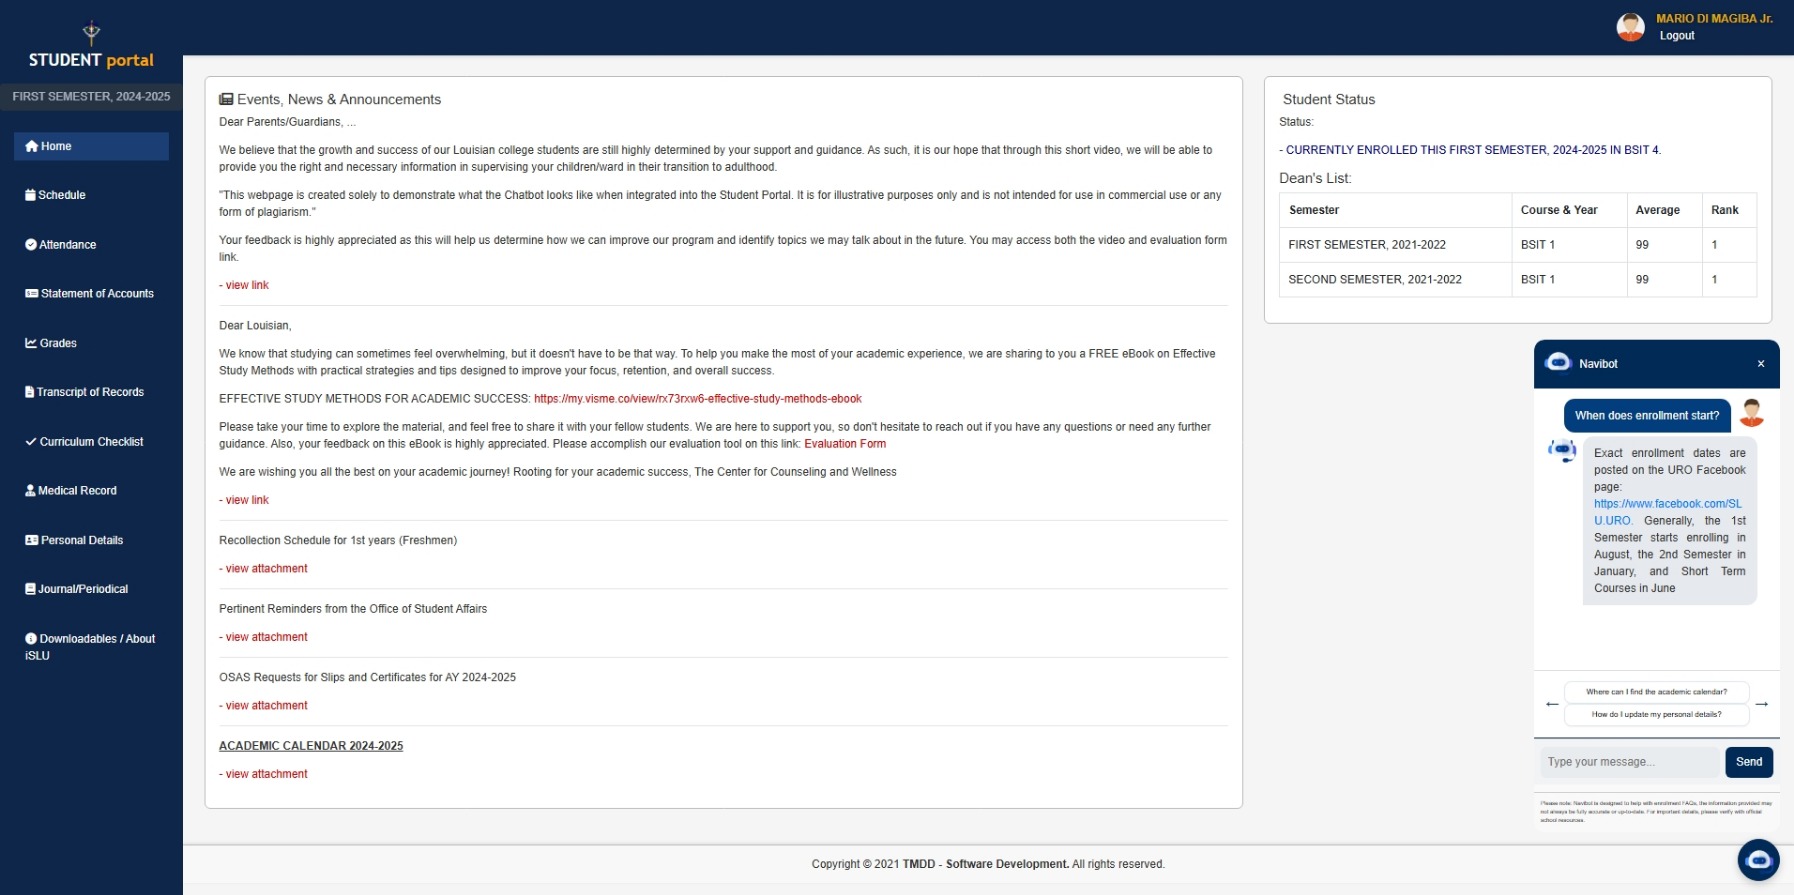 STUDENT portal
FIRST SEMESTER, 2024-2025
Home
Schedule
Attendance
Statement of Accounts
Grades
Transcript of Records
Curriculum Checklist
Medical Record
Personal Details
Journal/Periodical
Downloadables / About
iSLU
MARIO DI MAGIBA Jr.
Logout
Events, News & Announcements
Dear Parents/Guardians, ...
We believe that the growth and success of our Louisian college students are still highly determined by your support and guidance. As such, it is our hope that through this short video, we will be able to
provide you the right and necessary information in supervising your children/ward in their transition to adulthood.
"This webpage is created solely to demonstrate what the Chatbot looks like when integrated into the Student Portal. It is for illustrative purposes only and is not intended for use in commercial use or any
form of plagiarism."
Your feedback is highly appreciated as this will help us determine how we can improve our program and identify topics we may talk about in the future. You may access both the video and evaluation form
link.
- view link
Dear Louisian,
We know that studying can sometimes feel overwhelming, but it doesn't have to be that way. To help you make the most of your academic experience, we are sharing to you a FREE eBook on Effective
Study Methods with practical strategies and tips designed to improve your focus, retention, and overall success.
EFFECTIVE STUDY METHODS FOR ACADEMIC SUCCESS: https://my.visme.co/view/rx73rxw6-effective-study-methods-ebook
Please take your time to explore the material, and feel free to share it with your fellow students. We are here to support you, so don't hesitate to reach out if you have any questions or need any further
guidance. Also, your feedback on this eBook is highly appreciated. Please accomplish our evaluation tool on this link: Evaluation Form
We are wishing you all the best on your academic journey! Rooting for your academic success, The Center for Counseling and Wellness
- view link
Recollection Schedule for 1st years (Freshmen)
- view attachment
Pertinent Reminders from the Office of Student Affairs
- view attachment
OSAS Requests for Slips and Certificates for AY 2024-2025
- view attachment
ACADEMIC CALENDAR 2024-2025
- view attachment
Student Status
Status:
- CURRENTLY ENROLLED THIS FIRST SEMESTER, 2024-2025 IN BSIT 4.
Dean's List:
Semester Course & Year Average Rank
FIRST SEMESTER, 2021-2022 BSIT 1 99 1
SECOND SEMESTER, 2021-2022 BSIT 1 99 1
Navibot ×
When does enrollment start?
Exact enrollment dates are
posted on the URO Facebook
page:
https://www.facebook.com/SL
U.URO. Generally, the 1st
Semester starts enrolling in
August, the 2nd Semester in
January, and Short Term
Courses in June
Where can I find the academic calendar?
How do I update my personal details?
Type your message... Send
Please note: Navibot is designed to help with enrollment FAQs, the information provided may
not always be fully accurate or up-to-date. For important details, please verify with official
school resources.
Copyright © 2021 TMDD - Software Development. All rights reserved.